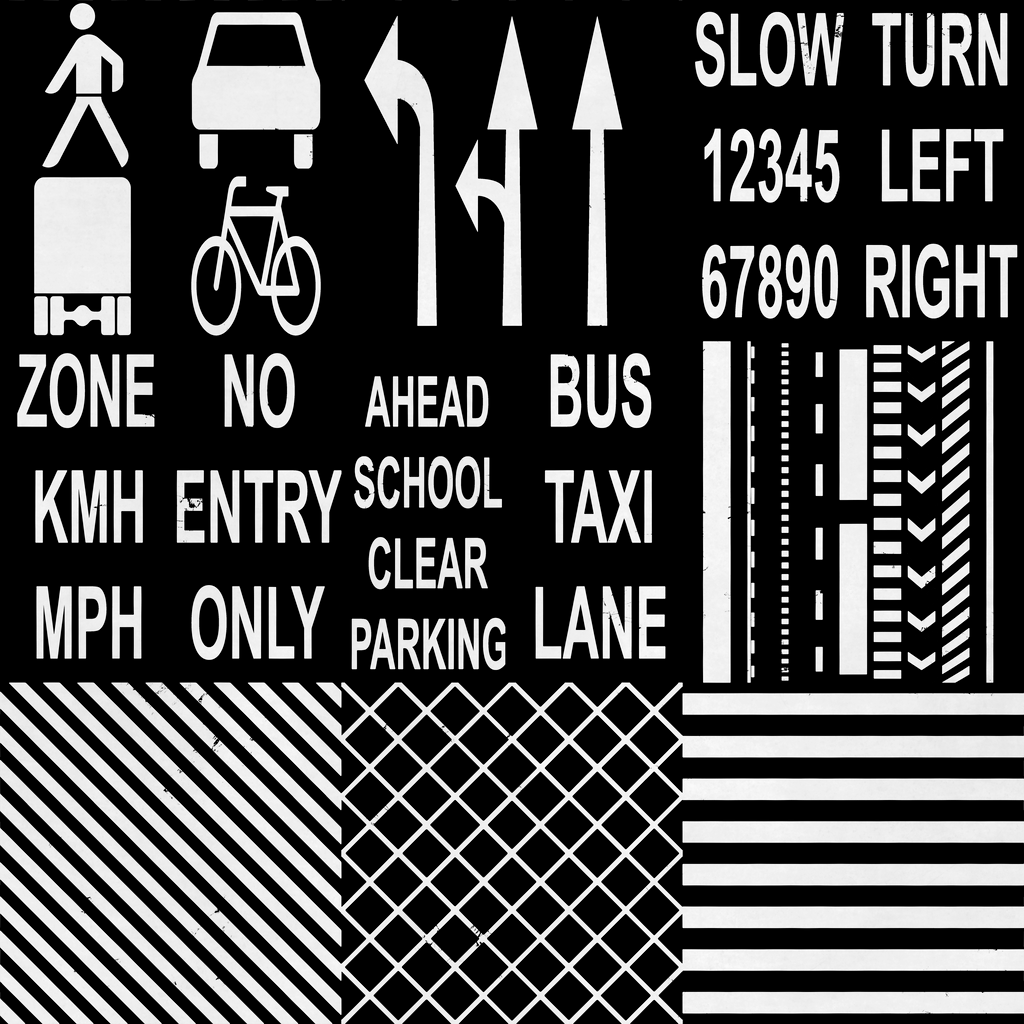 SLOW TURN
12345 LEFT
67890 RIGHT
ZONE NO
KMH ENTRY
MPH ONLY
AHEAD
SCHOOL
CLEAR
PARKING
BUS
TAXI
LANE